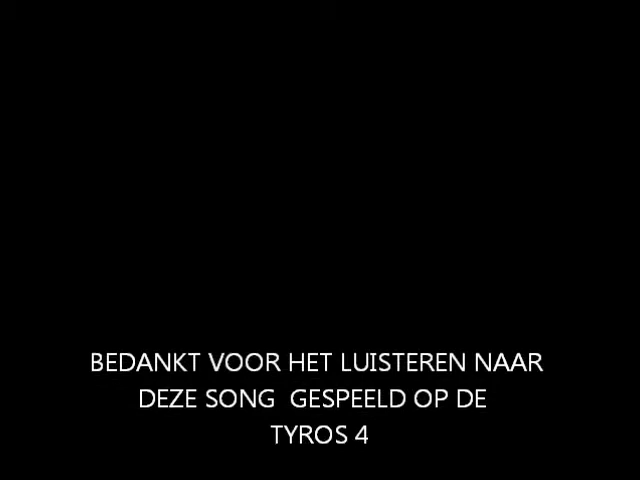 BEDANKT VOOR HET LUISTEREN NAAR
DEZE SONG  GESPEELD OP DE
TYROS 4